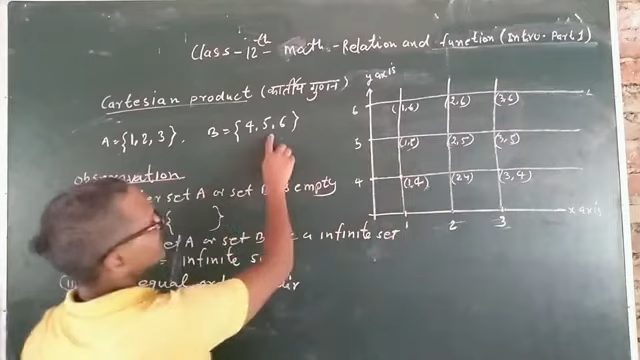 Class-12th math-Relation and function (Intro.-Part 1)
Cartesian product (कार्तीय गुणन)
A={1,2,3}. B={4,5,6}
observation
set A or set is empty
{ }
A or set B a infinite set
= infinite
equal
y axis
6 (1,6) (2,6) (3,6)
5 (1,5) (2,5) (3,5)
4 (1,4) (2,4) (3,4)
1 2 3 x axis